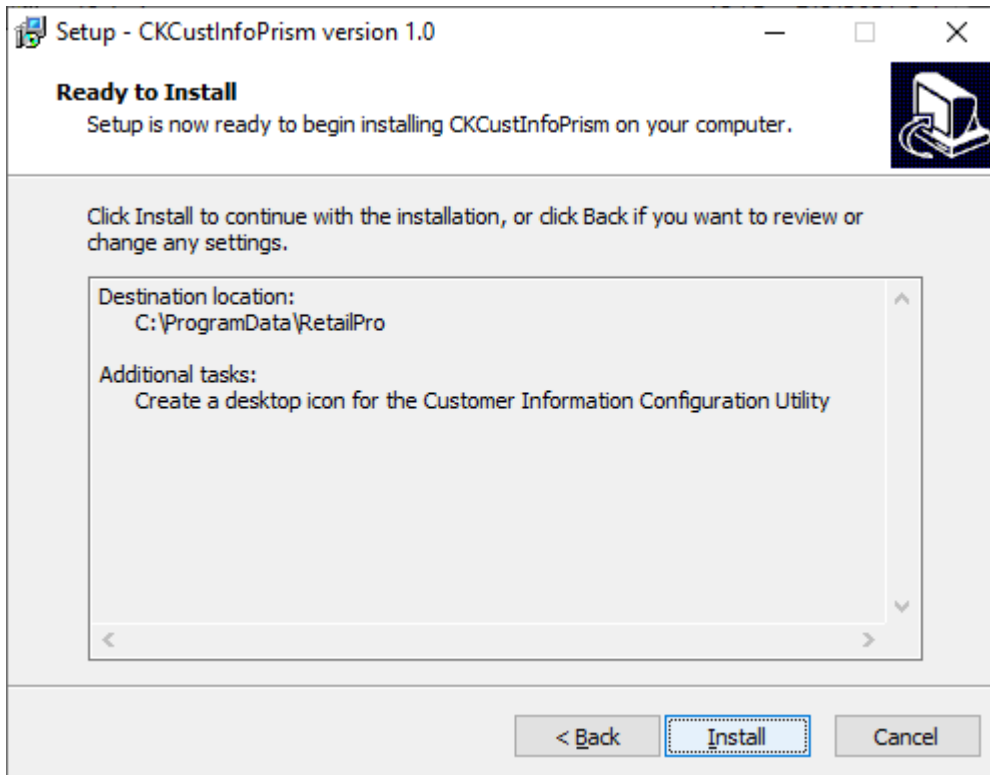 Setup - CKCustInfoPrism version 1.0
Ready to Install
Setup is now ready to begin installing CKCustInfoPrism on your computer.
Click Install to continue with the installation, or click Back if you want to review or
change any settings.
Destination location:
C:\ProgramData\RetailPro
Additional tasks:
Create a desktop icon for the Customer Information Configuration Utility
< Back
Install
Cancel